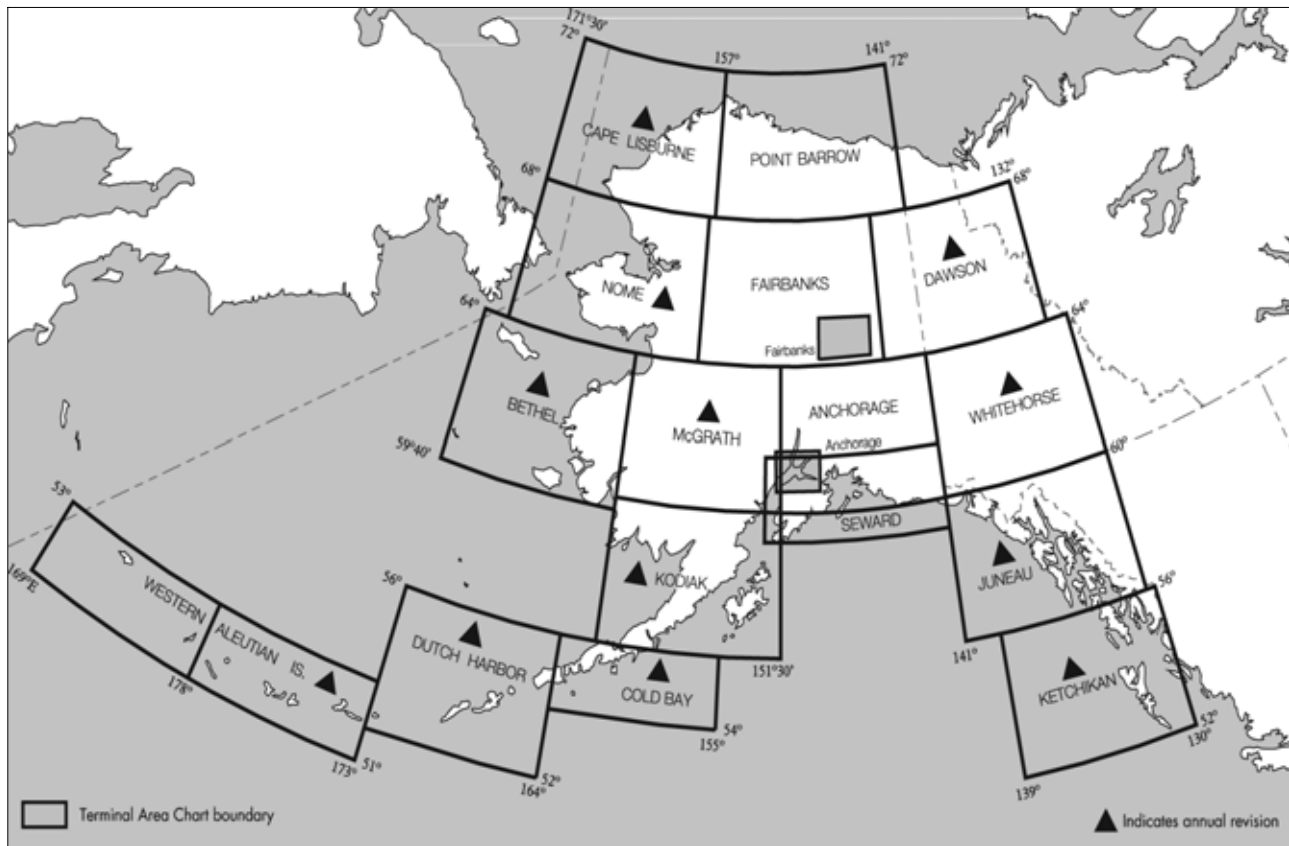 171°30'
72°
157°
141°
72°
CAPE LISBURNE
POINT BARROW
68°
132°
68°
NOME
FAIRBANKS
DAWSON
64°
64°
Fairbanks
BETHEL
McGRATH
ANCHORAGE
WHITEHORSE
Anchorage
59°40'
60°
53°
SEWARD
169°E
WESTERN
ALEUTIAN IS.
56°
KODIAK
JUNEAU
56°
DUTCH HARBOR
COLD BAY
151°30'
141°
KETCHIKAN
178°
173°
51°
164°
52°
155°
54°
139°
130°
52°
Terminal Area Chart boundary
Indicates annual revision